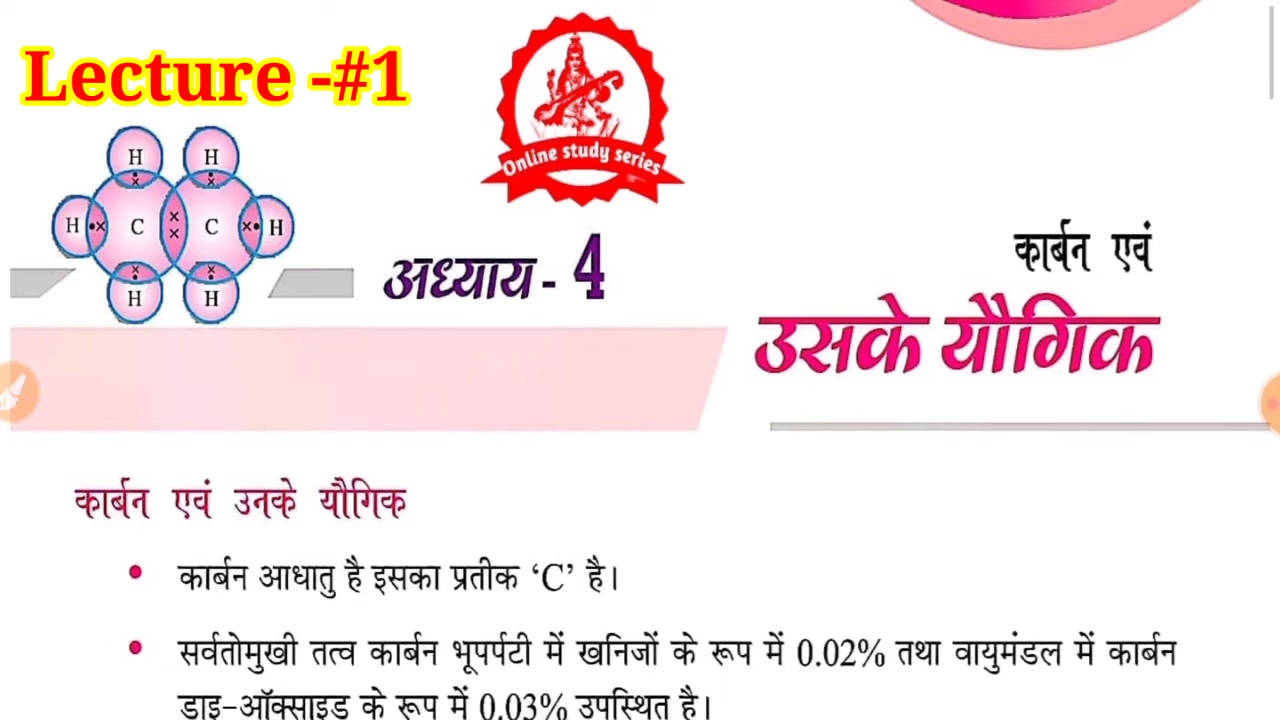 Lecture -#1
Online study series
H H
H C C H
H H
अध्याय - 4
कार्बन एवं
उसके यौगिक
कार्बन एवं उनके यौगिक
• कार्बन आधातु है इसका प्रतीक ‘C’ है।
• सर्वतोमुखी तत्व कार्बन भूपर्पटी में खनिजों के रूप में 0.02% तथा वायुमंडल में कार्बन
डाइ-ऑक्साइड के रूप में 0.03% उपस्थित है।